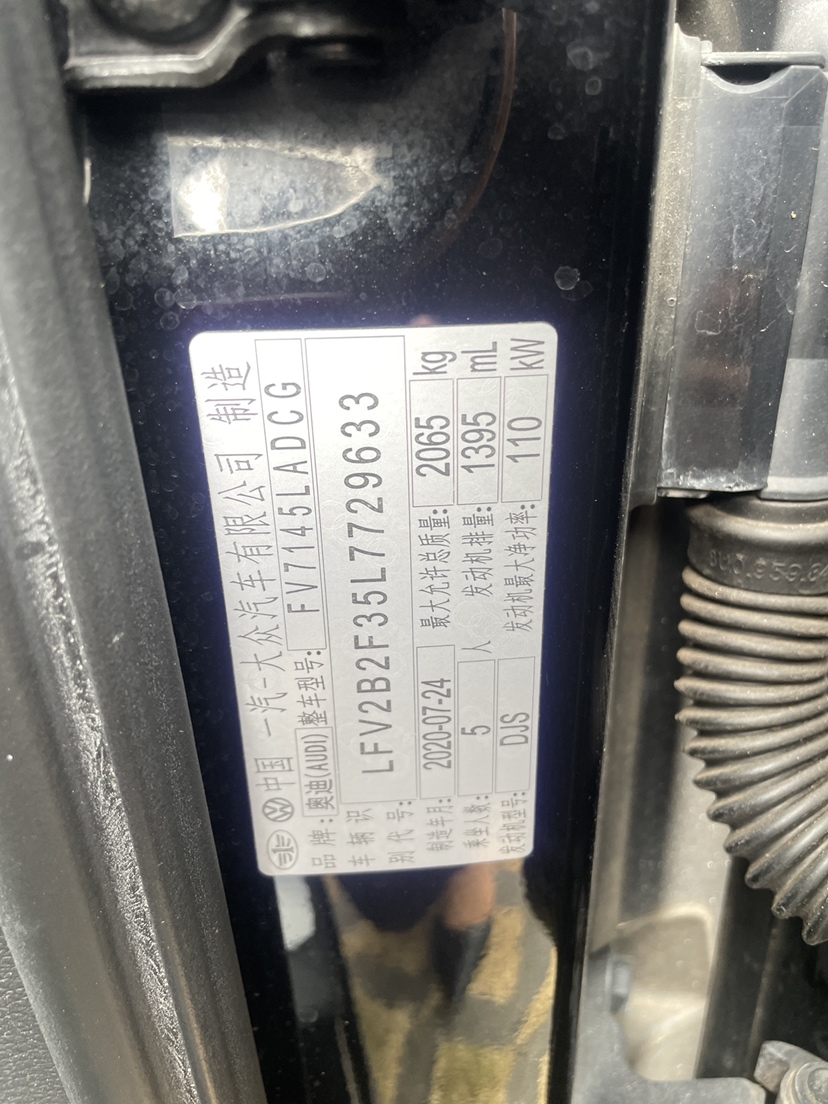 中国 一汽-大众汽车有限公司 制造
品牌: 奥迪(AUDI) 整车型号: FV7145LADCG
车辆识别代号: LFV2B2F35L7729633
制造年月: 2020-07-24 最大允许总质量: 2065 kg
乘坐人数: 5 人 发动机排量: 1395 mL
发动机型号: DJS 发动机最大净功率: 110 kW